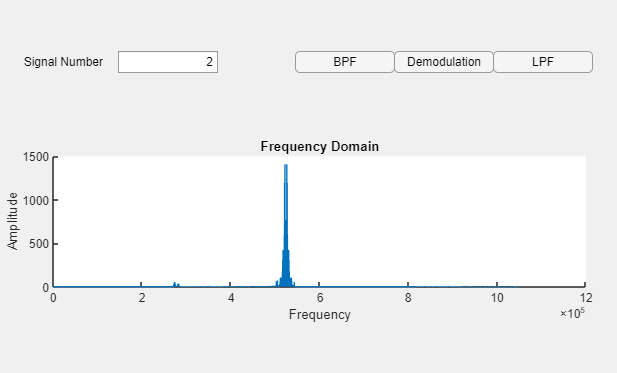 Signal Number 2 BPF Demodulation LPF
Frequency Domain
1500
1000
500
0
Amplitude
0 2 4 6 8 10 12
Frequency
×10⁵